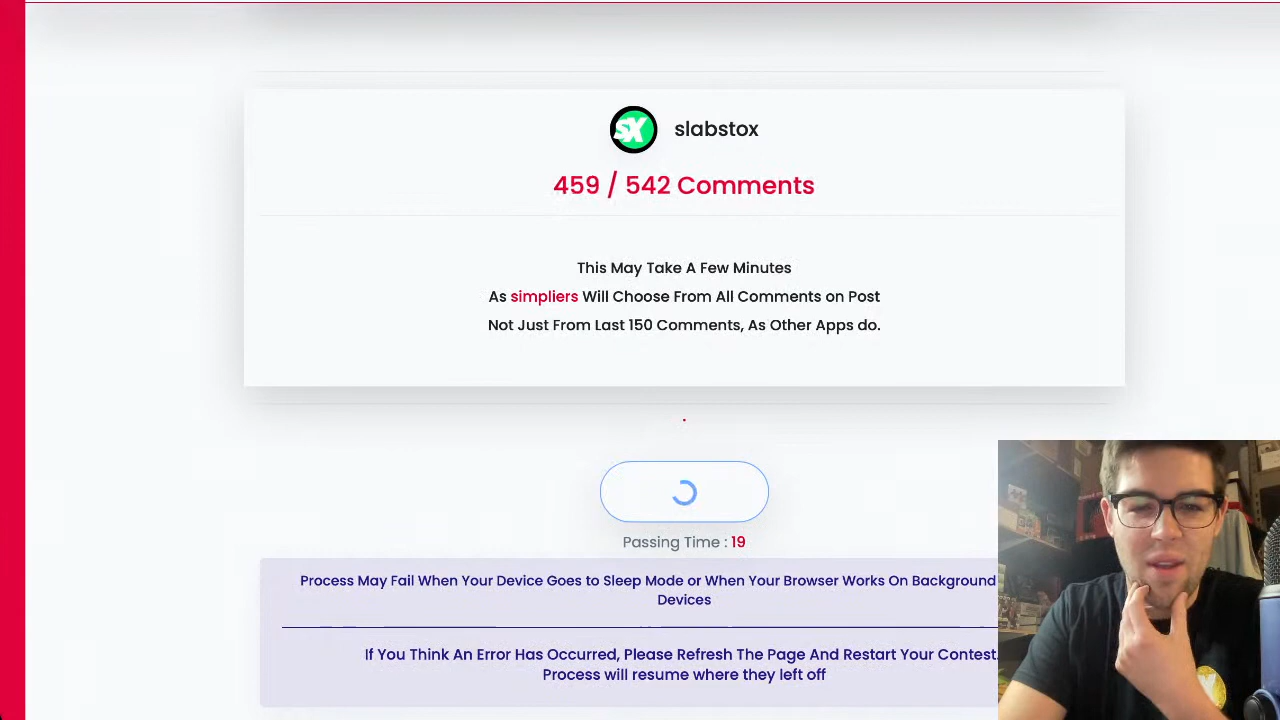 SX slabstox
459 / 542 Comments
This May Take A Few Minutes
As simpliers Will Choose From All Comments on Post
Not Just From Last 150 Comments, As Other Apps do.
Passing Time : 19
Process May Fail When Your Device Goes to Sleep Mode or When Your Browser Works On Background
Devices
If You Think An Error Has Occurred, Please Refresh The Page And Restart Your Contest.
Process will resume where they left off